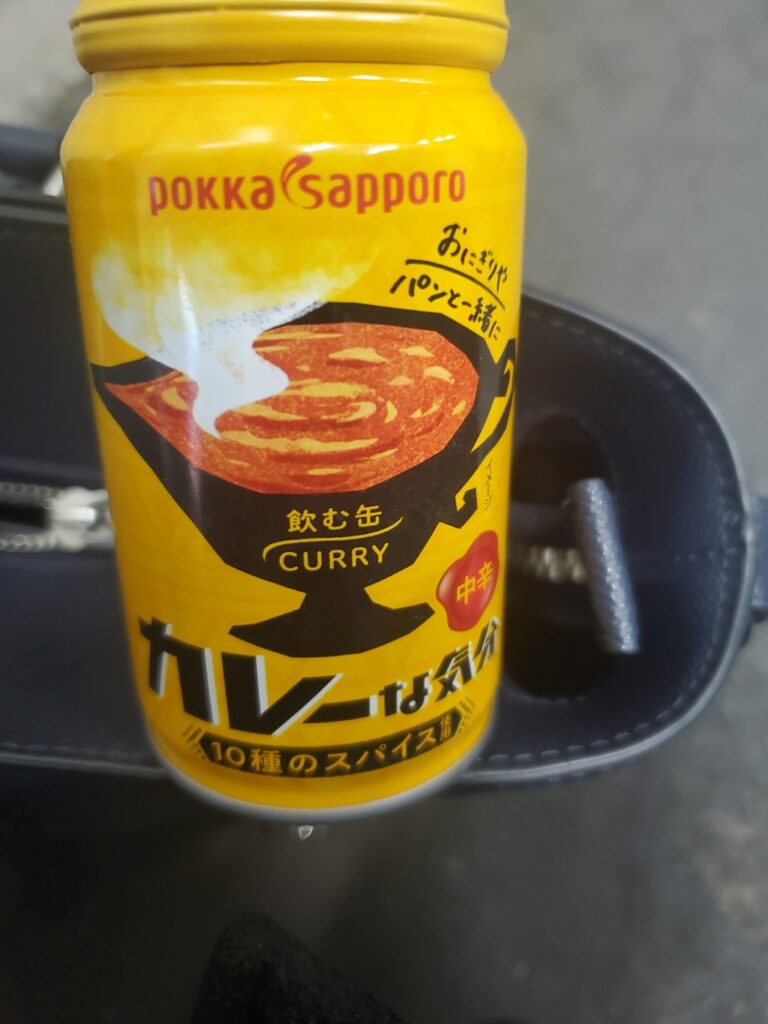 pokka sapporo
おにぎりや
パンと一緒に
イメージ
飲む缶
CURRY
中辛
カレーな気分
10種のスパイス使用